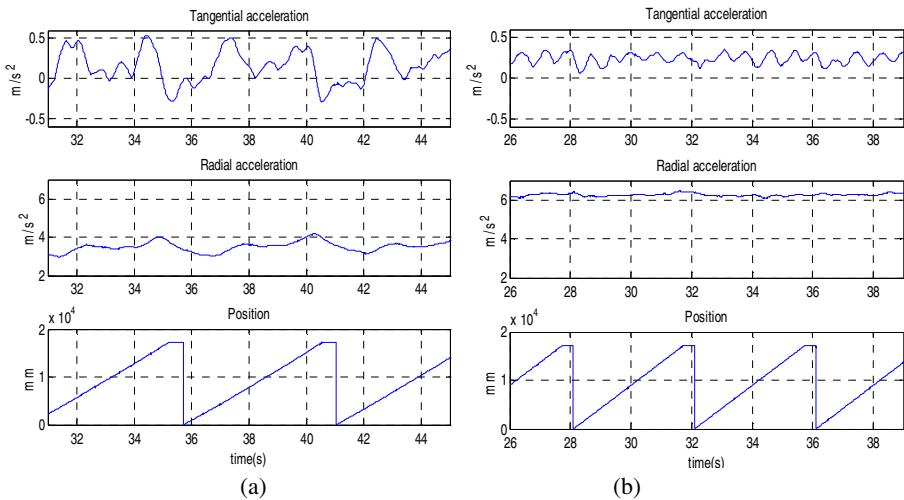 Tangential acceleration
0.5
0
-0.5
m / s 2
32 34 36 38 40 42 44
Radial acceleration
6
4
2
m / s 2
32 34 36 38 40 42 44
x 10 4
Position
2
1
0
m m
32 34 36 38 40 42 44
time(s)
(a)
Tangential acceleration
0.5
0
-0.5
m / s 2
26 28 30 32 34 36 38
Radial acceleration
6
4
2
m / s 2
26 28 30 32 34 36 38
x 10 4
Position
2
1
0
m m
26 28 30 32 34 36 38
time(s)
(b)